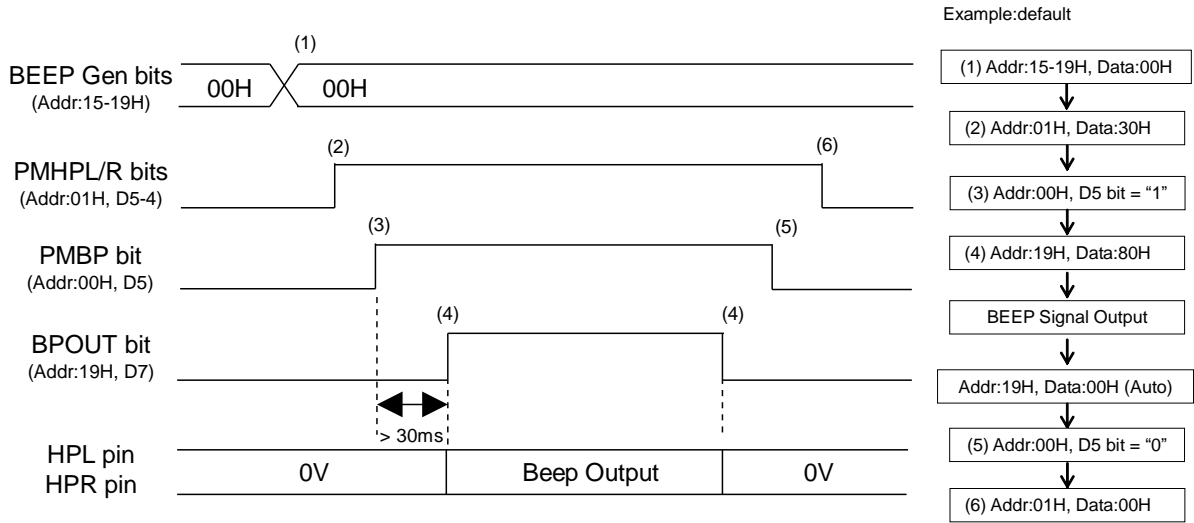 Example:default
(1)
BEEP Gen bits
(Addr:15-19H)
00H
00H
(2)
(6)
PMHPL/R bits
(Addr:01H, D5-4)
(3)
(5)
PMBP bit
(Addr:00H, D5)
(4)
(4)
BPOUT bit
(Addr:19H, D7)
> 30ms
HPL pin
HPR pin
0V
Beep Output
0V
(1) Addr:15-19H, Data:00H
(2) Addr:01H, Data:30H
(3) Addr:00H, D5 bit = “1”
(4) Addr:19H, Data:80H
BEEP Signal Output
Addr:19H, Data:00H (Auto)
(5) Addr:00H, D5 bit = “0”
(6) Addr:01H, Data:00H